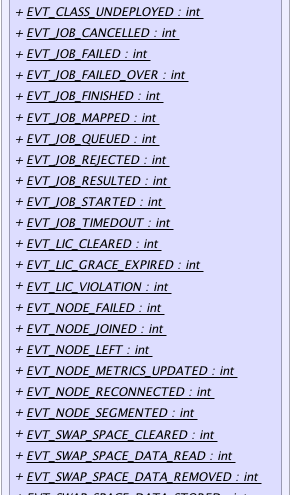 + EVT_CLASS_UNDEPLOYED : int
+ EVT_JOB_CANCELLED : int
+ EVT_JOB_FAILED : int
+ EVT_JOB_FAILED_OVER : int
+ EVT_JOB_FINISHED : int
+ EVT_JOB_MAPPED : int
+ EVT_JOB_QUEUED : int
+ EVT_JOB_REJECTED : int
+ EVT_JOB_RESULTED : int
+ EVT_JOB_STARTED : int
+ EVT_JOB_TIMEDOUT : int
+ EVT_LIC_CLEARED : int
+ EVT_LIC_GRACE_EXPIRED : int
+ EVT_LIC_VIOLATION : int
+ EVT_NODE_FAILED : int
+ EVT_NODE_JOINED : int
+ EVT_NODE_LEFT : int
+ EVT_NODE_METRICS_UPDATED : int
+ EVT_NODE_RECONNECTED : int
+ EVT_NODE_SEGMENTED : int
+ EVT_SWAP_SPACE_CLEARED : int
+ EVT_SWAP_SPACE_DATA_READ : int
+ EVT_SWAP_SPACE_DATA_REMOVED : int